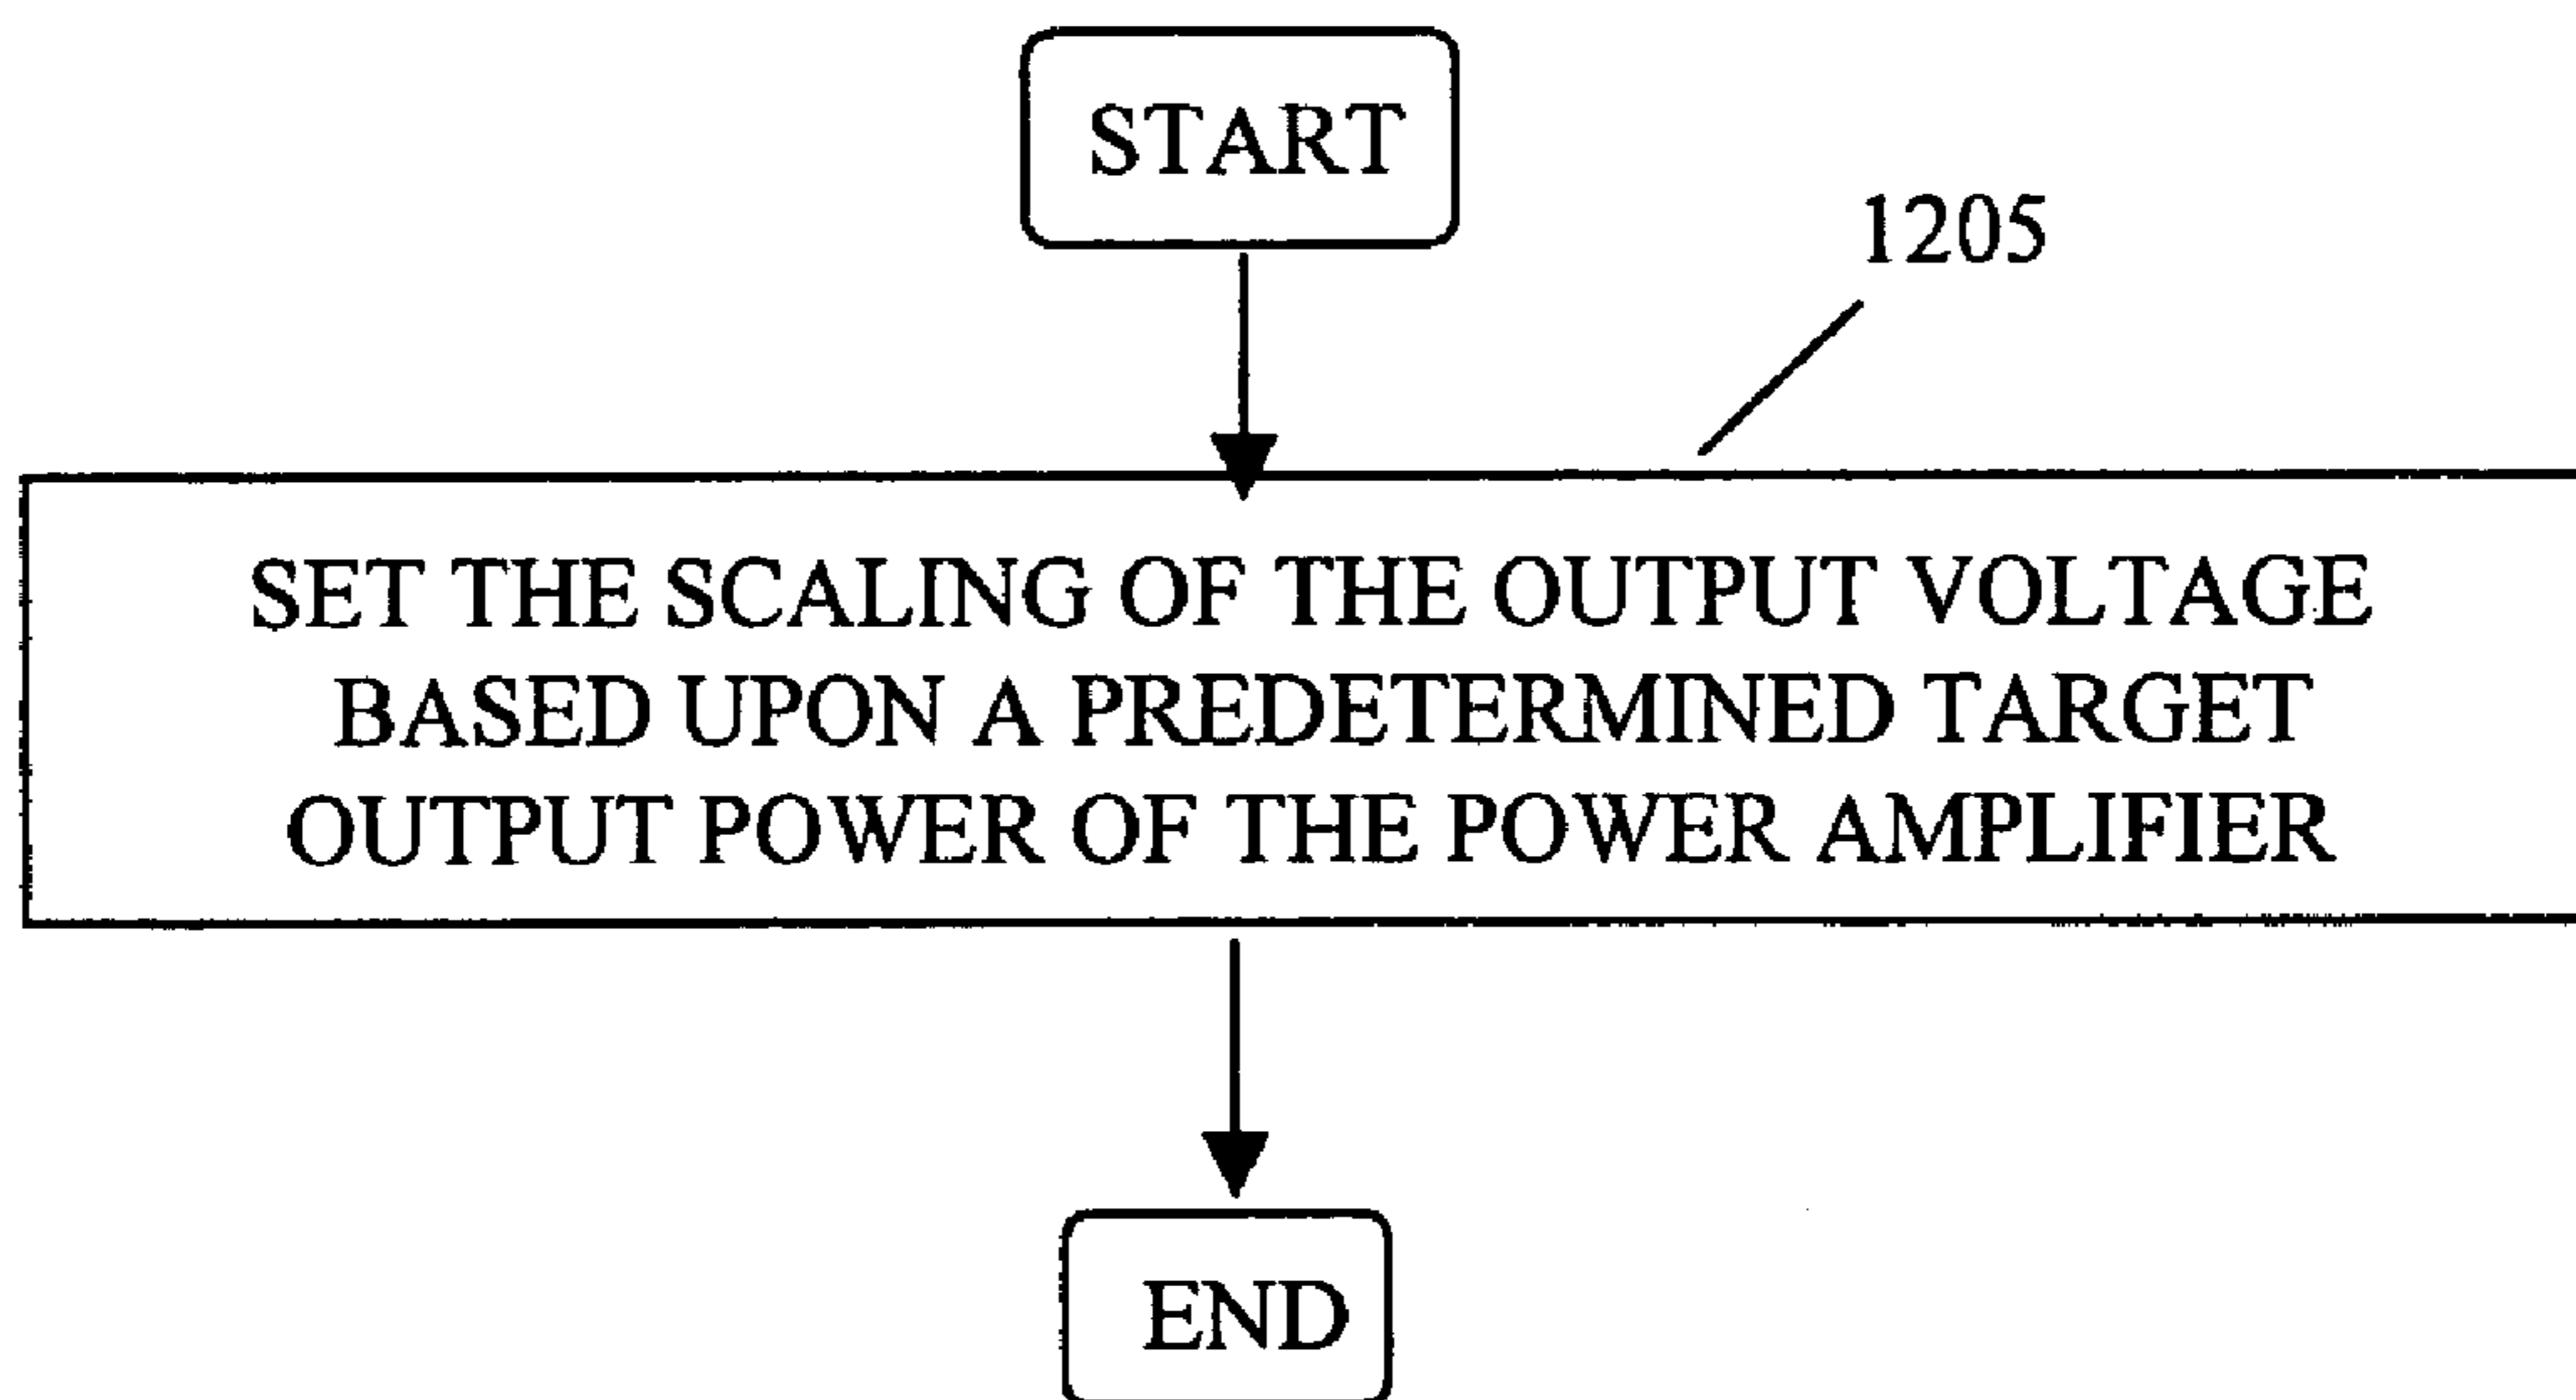 START
1205
SET THE SCALING OF THE OUTPUT VOLTAGE
BASED UPON A PREDETERMINED TARGET
OUTPUT POWER OF THE POWER AMPLIFIER
END